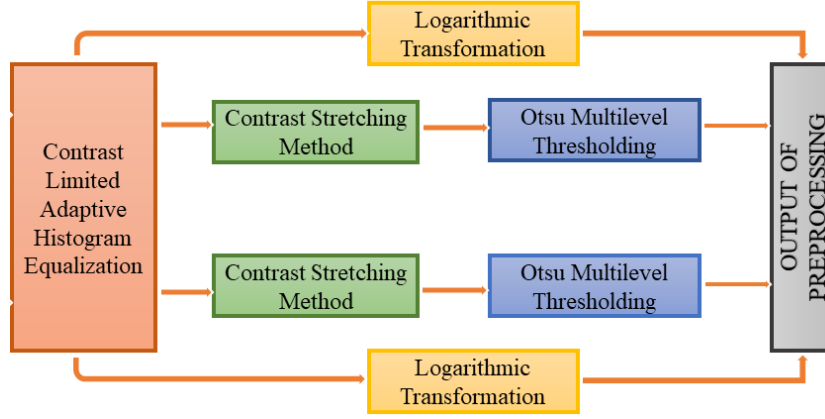 Logarithmic
Transformation
Contrast
Limited
Adaptive
Histogram
Equalization
Contrast Stretching
Method
Otsu Multilevel
Thresholding
OUTPUT OF
PREPROCESSING
Contrast Stretching
Method
Otsu Multilevel
Thresholding
Logarithmic
Transformation